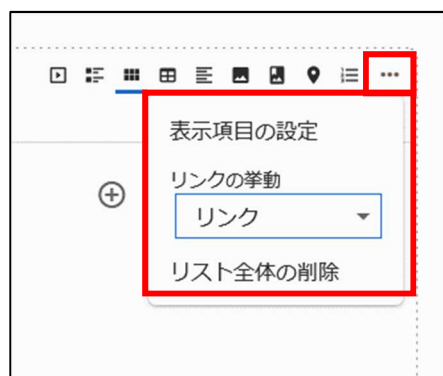 表示項目の設定
リンクの挙動
リンク
リスト全体の削除